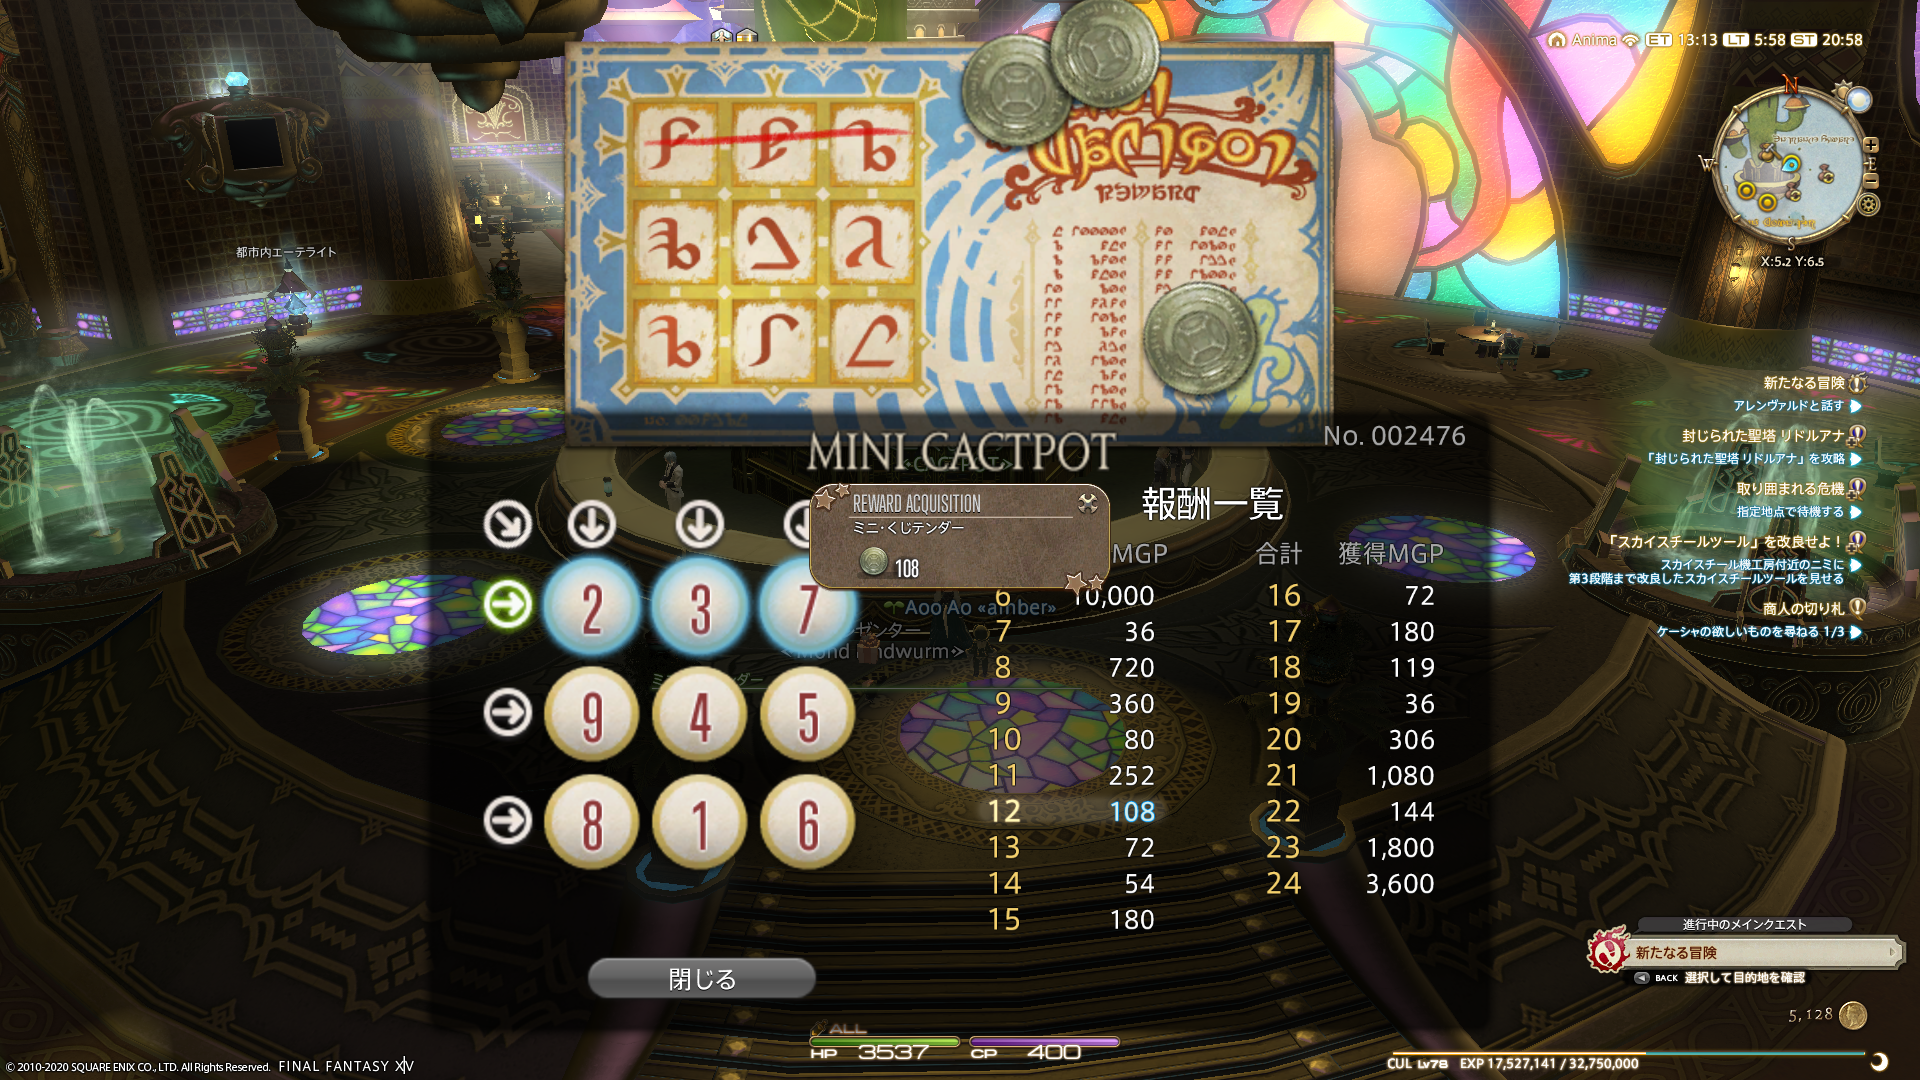 Anima ET 13:13 LT 5:58 ST 20:58
N
W
E
S
X:5.2 Y:6.5
都市内エーテライト
No. 002476
MINI CACTPOT
REWARD ACQUISITION
ミニ・くじテンダー
108
報酬一覧
MGP 合計 獲得MGP
2 3 7
9 4 5
8 1 6
6 10,000 16 72
7 36 17 180
8 720 18 119
9 360 19 36
10 80 20 306
11 252 21 1,080
12 108 22 144
13 72 23 1,800
14 54 24 3,600
15 180
Aoo Ao «amber»
閉じる
新たなる冒険
アレンヴァルドと話す
封じられた聖塔 リドルアナ
「封じられた聖塔 リドルアナ」を攻略
取り囲まれる危機
指定地点で待機する
「スカイスチールツール」を改良せよ！
スカイスチール機工房付近のニミに
第3段階まで改良したスカイスチールツールを見せる
商人の切り札
ケーシャの欲しいものを尋ねる 1/3
進行中のメインクエスト
新たなる冒険
BACK 選択して目的地を確認
5,128
ALL
HP 3537 CP 400
CUL Lv78 EXP 17,527,141 / 32,750,000
© 2010-2020 SQUARE ENIX CO., LTD. All Rights Reserved. FINAL FANTASY XIV